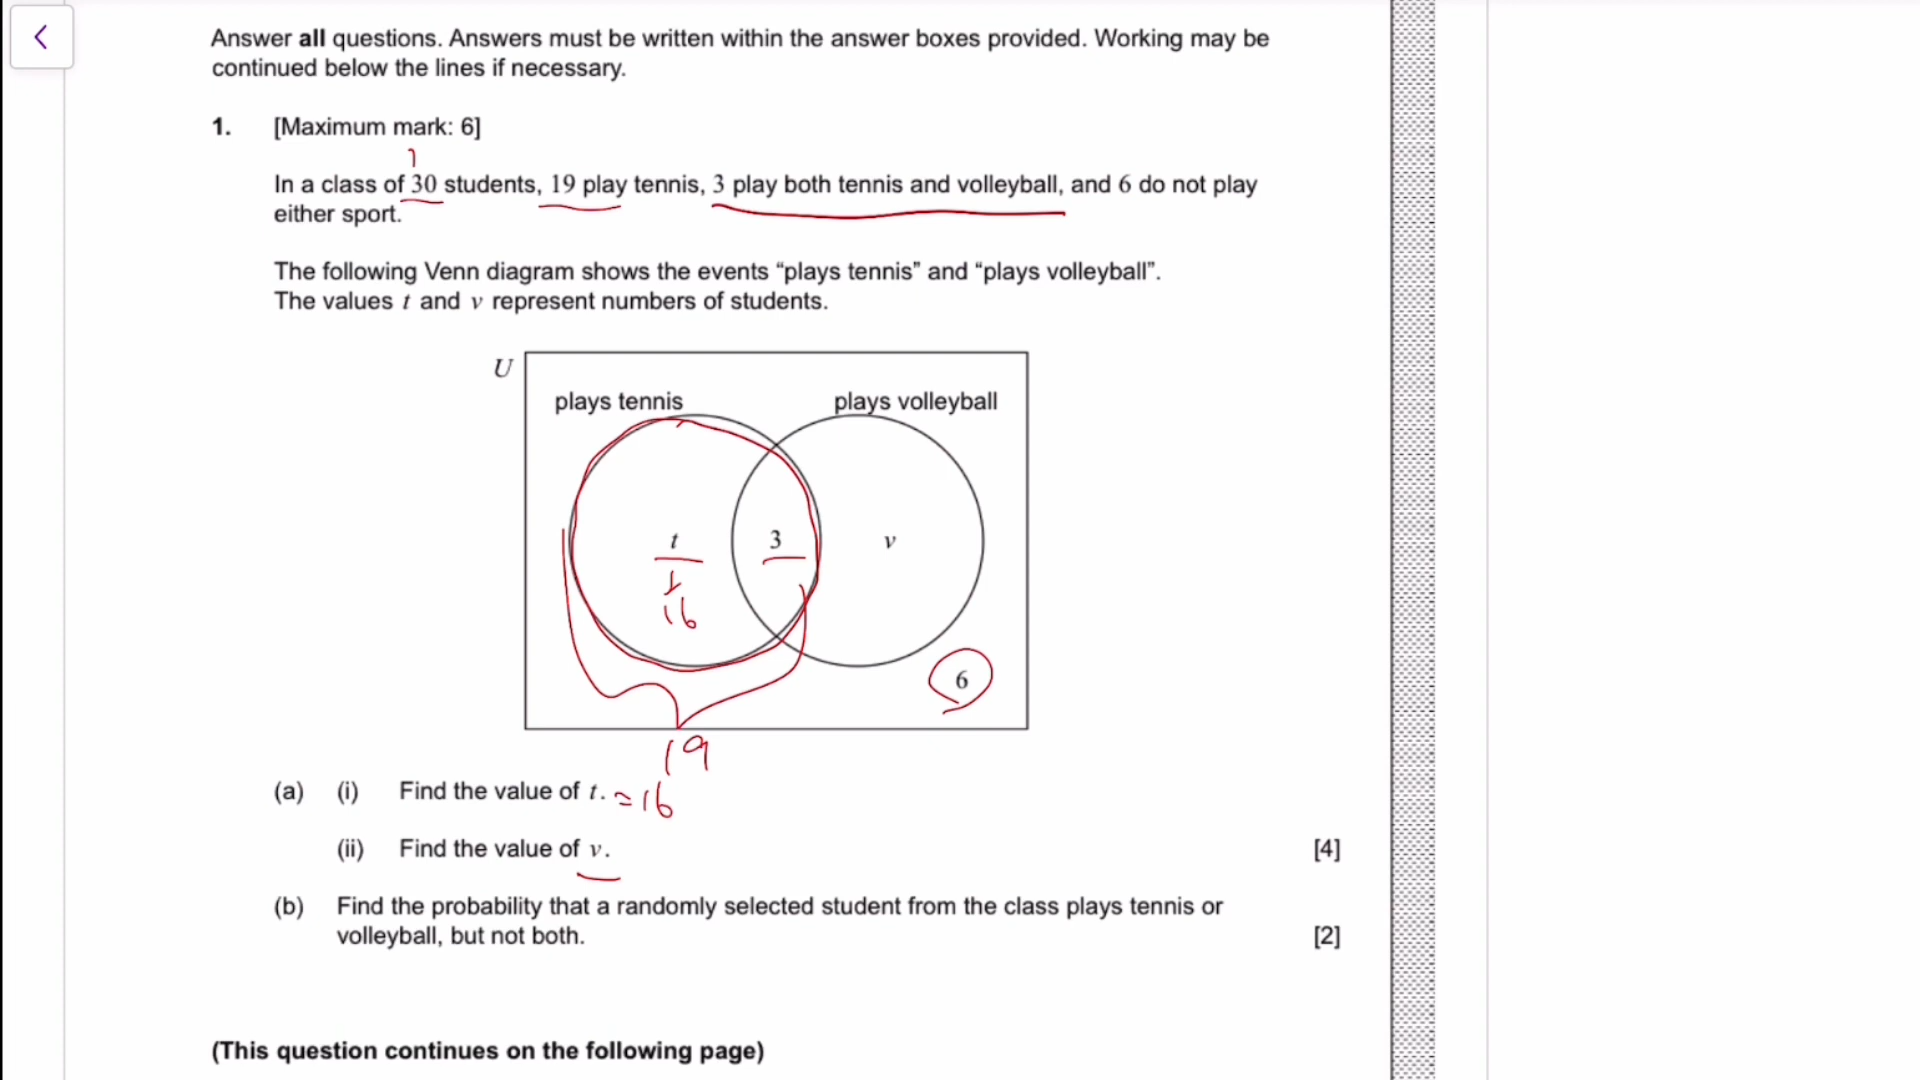 Answer all questions. Answers must be written within the answer boxes provided. Working may be
continued below the lines if necessary.
1. [Maximum mark: 6]
In a class of 30 students, 19 play tennis, 3 play both tennis and volleyball, and 6 do not play
either sport.
The following Venn diagram shows the events “plays tennis” and “plays volleyball”.
The values t and v represent numbers of students.
U
plays tennis plays volleyball
t 3 v
16
6
19
(a) (i) Find the value of t. = 16
(ii) Find the value of v. [4]
(b) Find the probability that a randomly selected student from the class plays tennis or
volleyball, but not both. [2]
(This question continues on the following page)